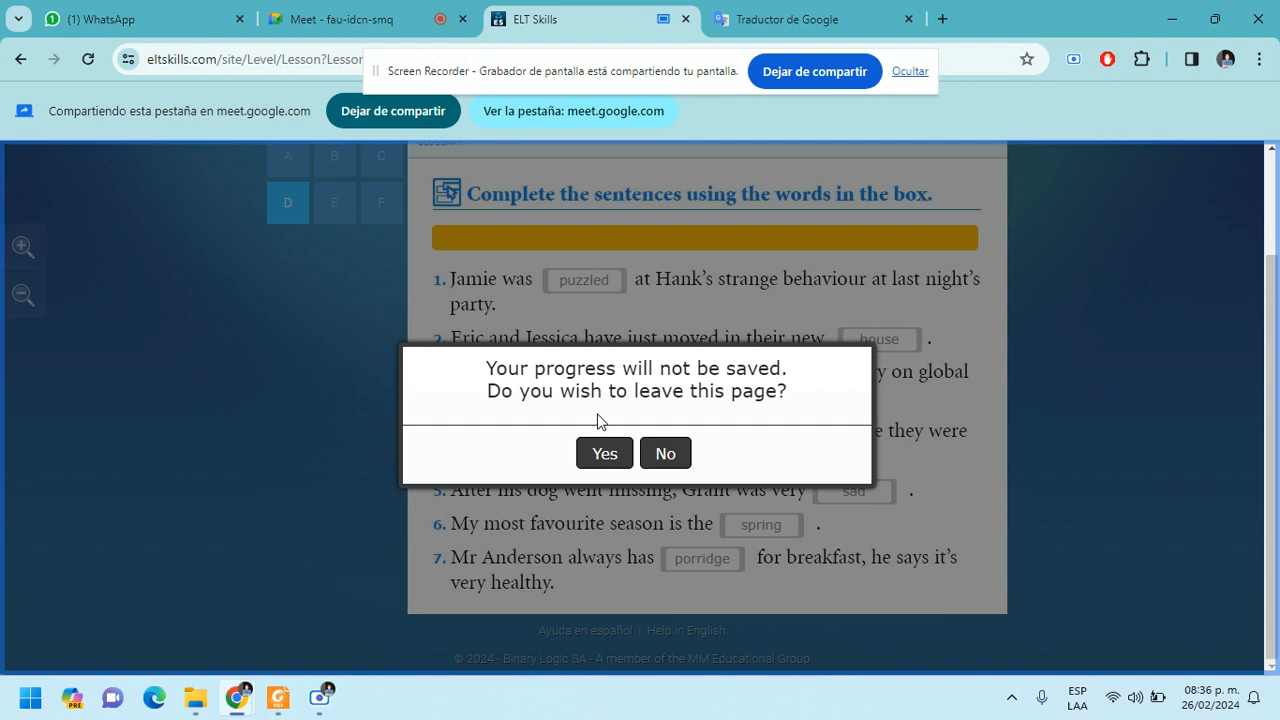 (1) WhatsApp
Meet - fau-idcn-smq
ELT Skills
Traductor de Google
eltskills.com/site/Level/Lesson?Lesson
Screen Recorder - Grabador de pantalla está compartiendo tu pantalla.
Dejar de compartir
Ocultar
Compartiendo esta pestaña en meet.google.com
Dejar de compartir
Ver la pestaña: meet.google.com
A B C
D E F
Complete the sentences using the words in the box.
1. Jamie was puzzled at Hank's strange behaviour at last night's
party.
2. Eric and Jessica have just moved in their new house .
y on global
e they were
Your progress will not be saved.
Do you wish to leave this page?
Yes No
5. After his dog went missing, Grant was very sad .
6. My most favourite season is the spring .
7. Mr Anderson always has porridge for breakfast, he says it's
very healthy.
Ayuda en español | Help in English
© 2024 - Binary Logic SA - A member of the MM Educational Group
PRE
ESP
LAA
08:36 p. m.
26/02/2024